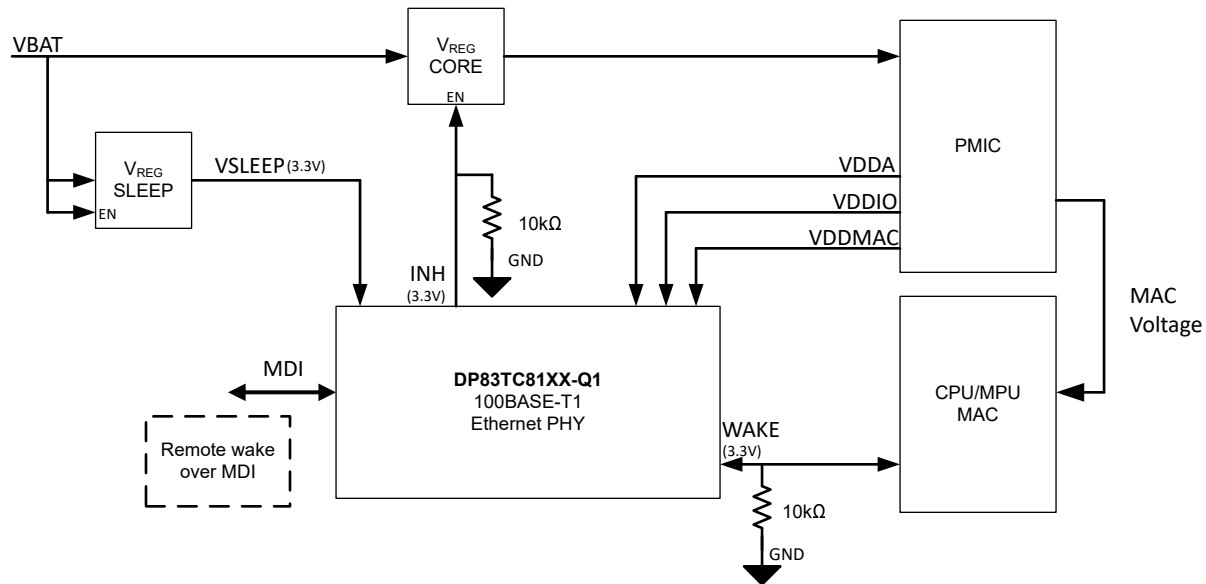 VBAT
VREG
CORE
EN
PMIC
VREG
SLEEP
EN
VSLEEP(3.3V)
10kΩ
GND
INH
(3.3V)
VDDA
VDDIO
VDDMAC
MAC
Voltage
MDI
Remote wake
over MDI
DP83TC81XX-Q1
100BASE-T1
Ethernet PHY
WAKE
(3.3V)
CPU/MPU
MAC
10kΩ
GND